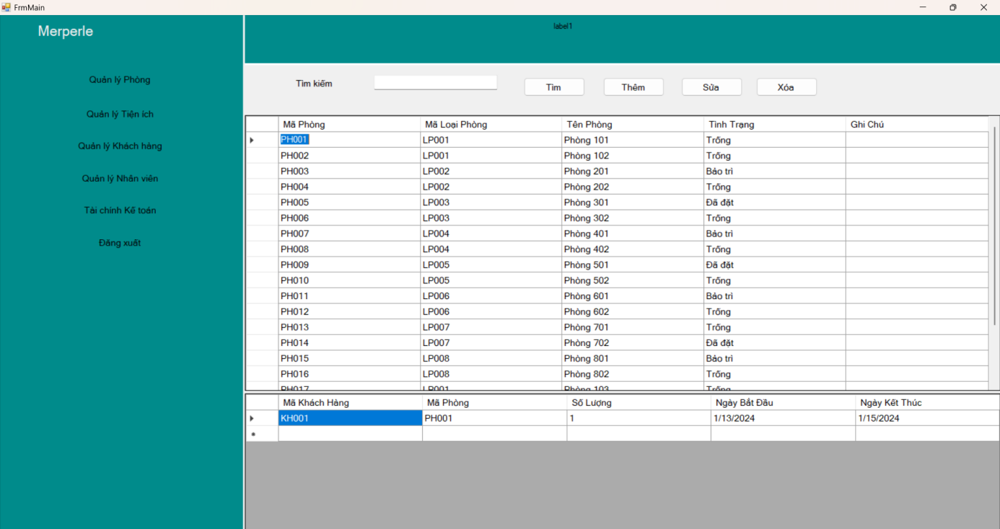 FrmMain
Merperle
label1
Quản lý Phòng
Quản lý Tiện ích
Quản lý Khách hàng
Quản lý Nhân viên
Tài chính Kế toán
Đăng xuất
Tìm kiếm Tìm Thêm Sửa Xóa
Mã Phòng Mã Loại Phòng Tên Phòng Tình Trạng Ghi Chú
PH001 LP001 Phòng 101 Trống
PH002 LP001 Phòng 102 Trống
PH003 LP002 Phòng 201 Bảo trì
PH004 LP002 Phòng 202 Trống
PH005 LP003 Phòng 301 Đã đặt
PH006 LP003 Phòng 302 Trống
PH007 LP004 Phòng 401 Bảo trì
PH008 LP004 Phòng 402 Trống
PH009 LP005 Phòng 501 Đã đặt
PH010 LP005 Phòng 502 Trống
PH011 LP006 Phòng 601 Bảo trì
PH012 LP006 Phòng 602 Trống
PH013 LP007 Phòng 701 Trống
PH014 LP007 Phòng 702 Đã đặt
PH015 LP008 Phòng 801 Bảo trì
PH016 LP008 Phòng 802 Trống
PH017 LP001 Phòng 103 Trống
Mã Khách Hàng Mã Phòng Số Lượng Ngày Bắt Đầu Ngày Kết Thúc
KH001 PH001 1 1/13/2024 1/15/2024